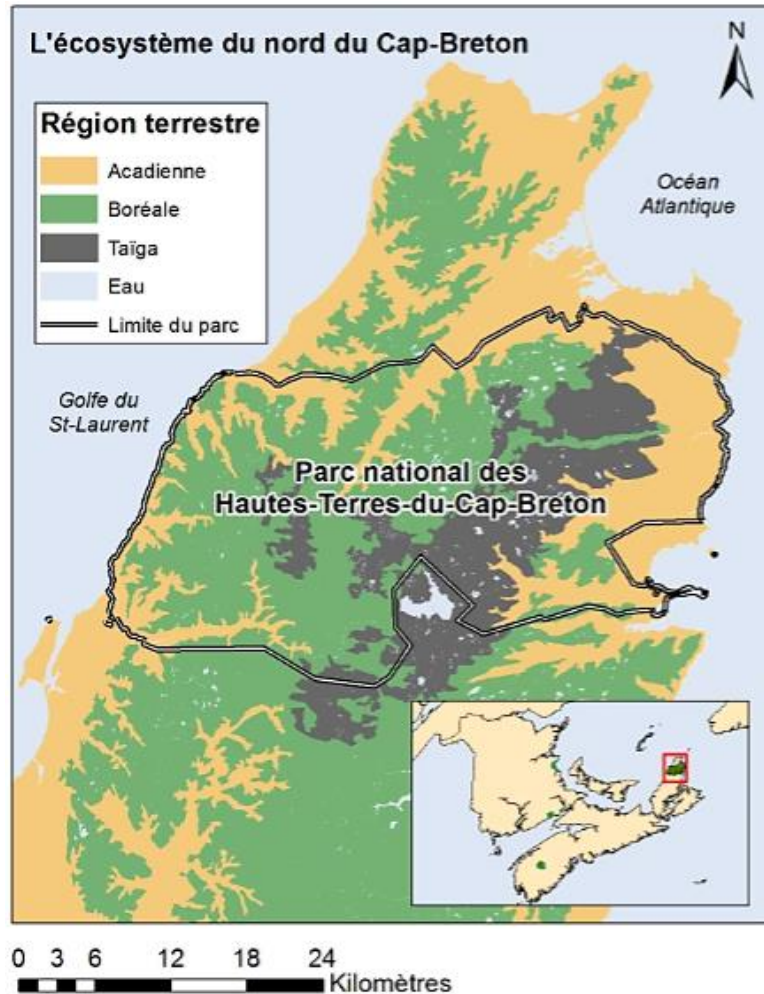 L'écosystème du nord du Cap-Breton
N
Région terrestre
Acadienne
Boréale
Taïga
Eau
Limite du parc
Océan
Atlantique
Golfe du
St-Laurent
Parc national des
Hautes-Terres-du-Cap-Breton
0 3 6 12 18 24
Kilomètres